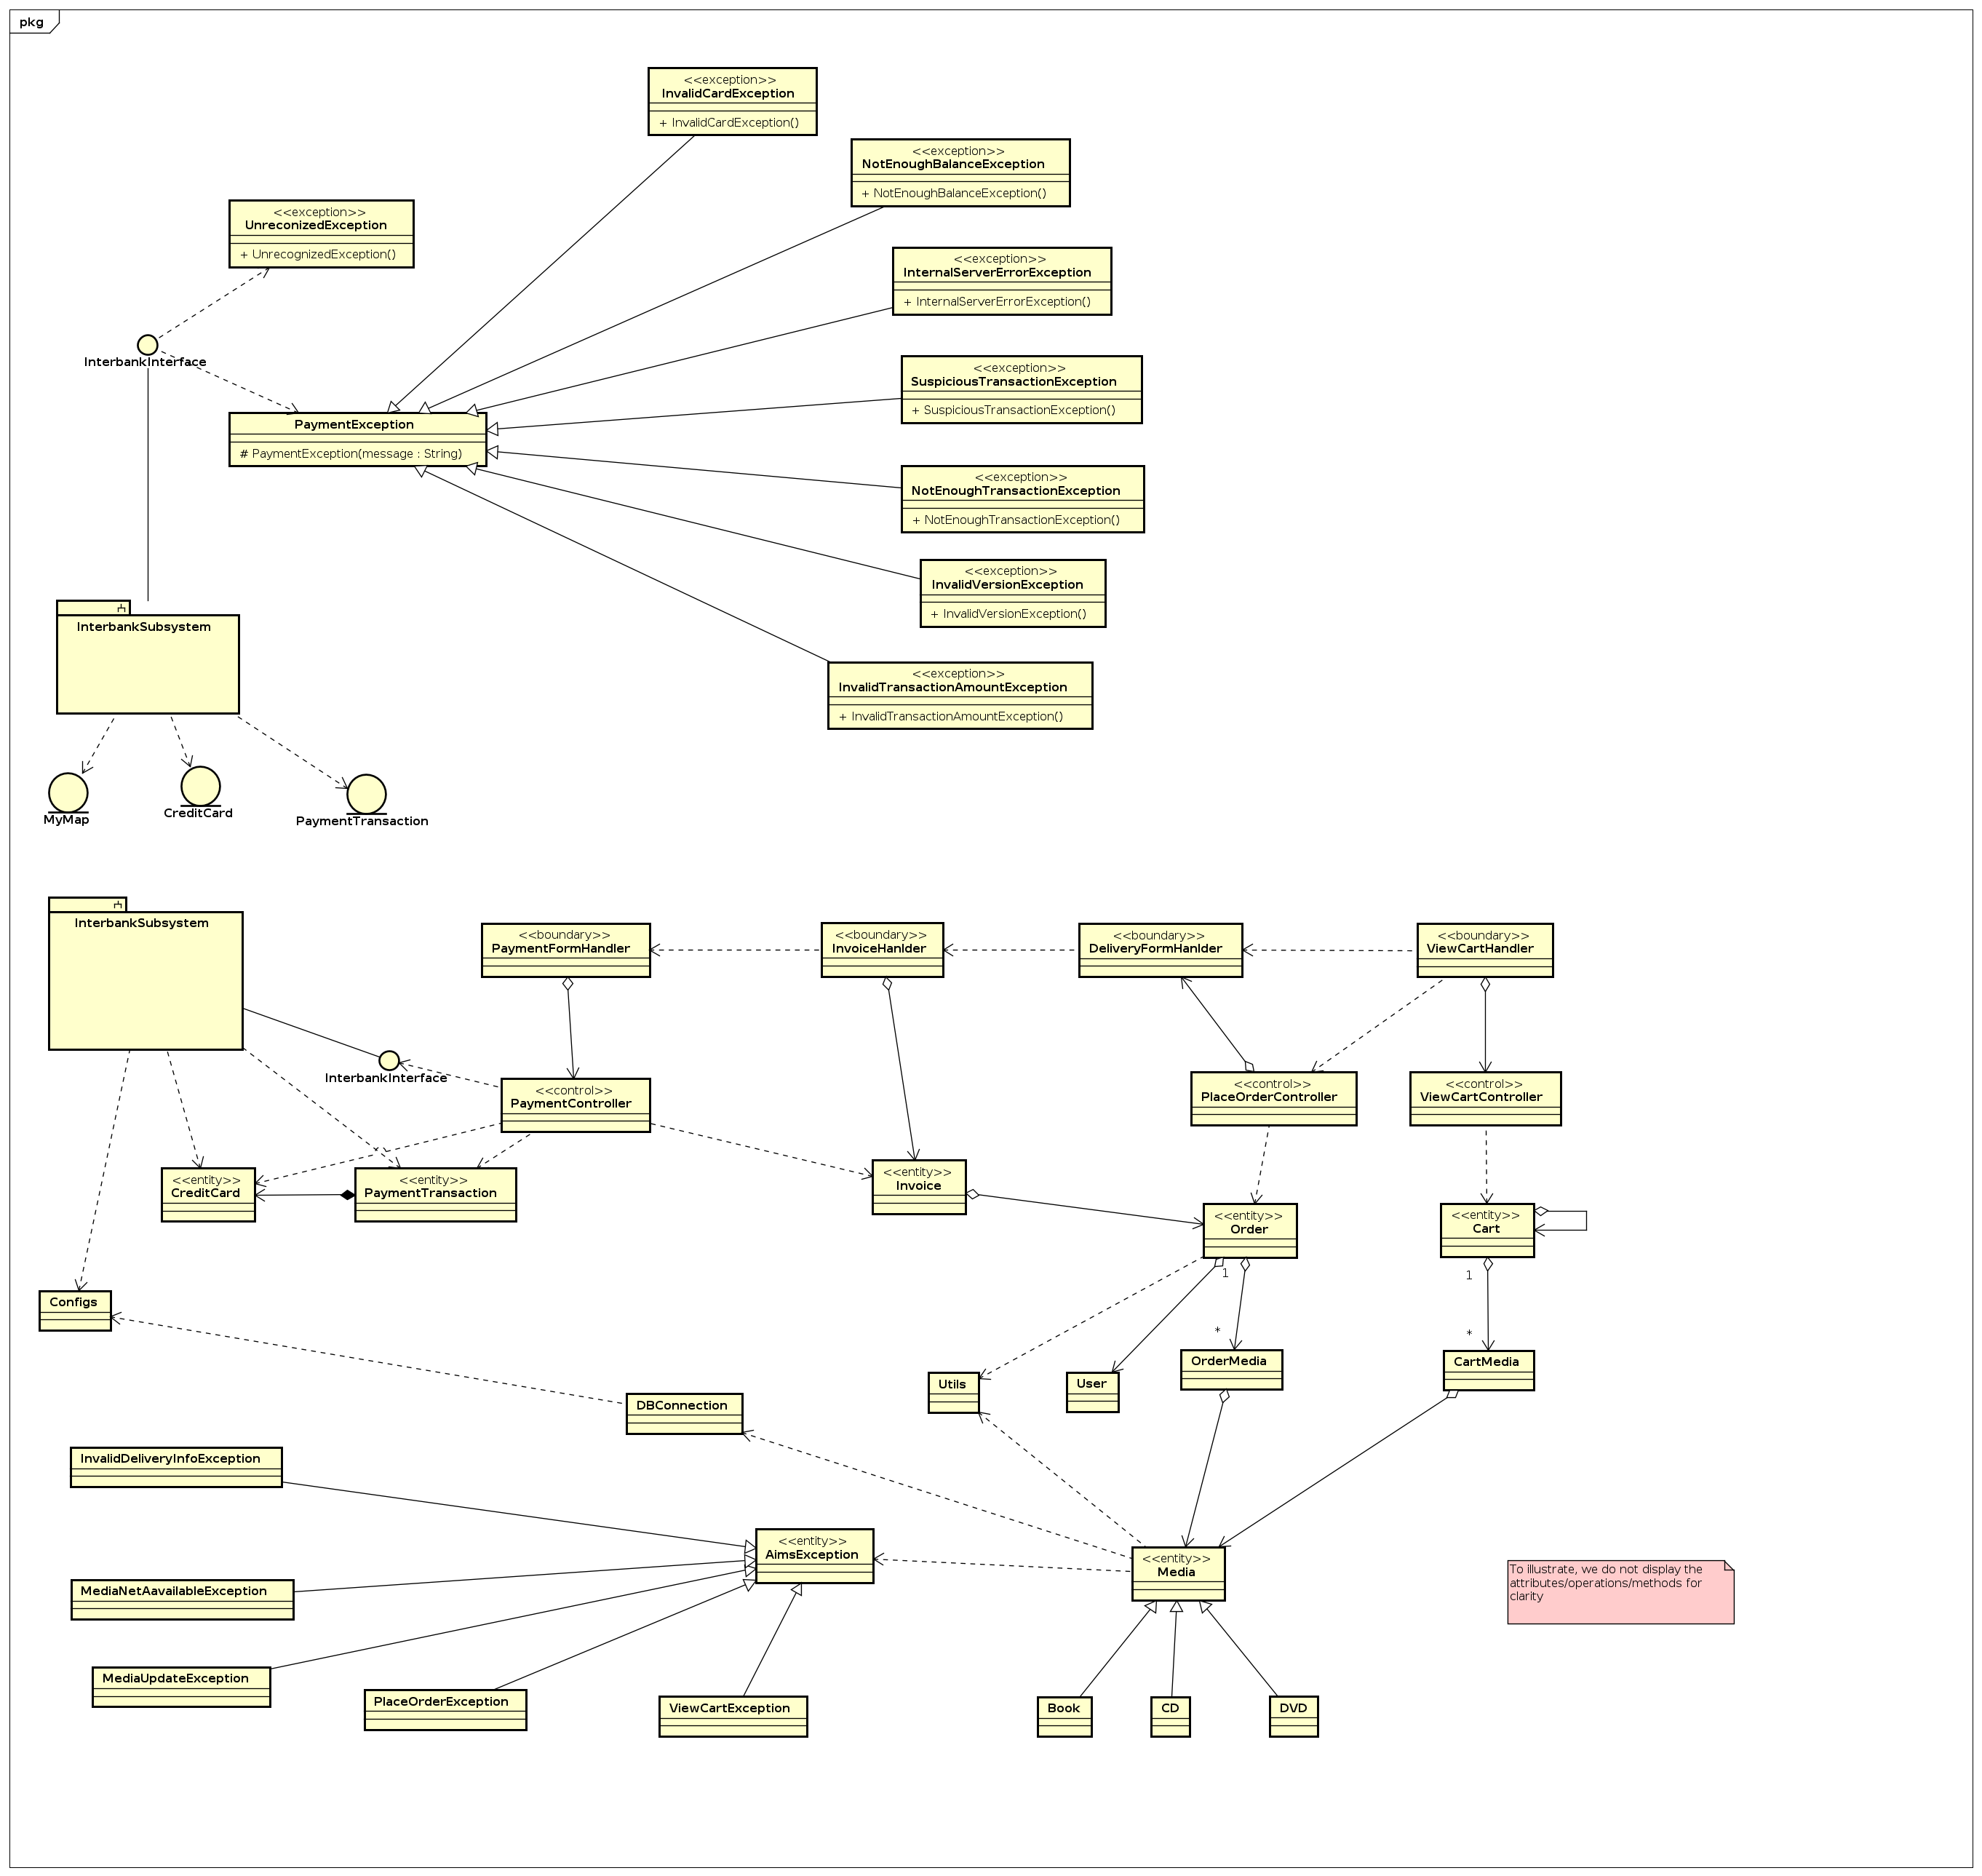 pkg
<<exception>>
InvalidCardException
+ InvalidCardException()
<<exception>>
NotEnoughBalanceException
+ NotEnoughBalanceException()
<<exception>>
UnreconizedException
+ UnrecognizedException()
<<exception>>
InternalServerErrorException
+ InternalServerErrorException()
InterbankInterface
<<exception>>
SuspiciousTransactionException
+ SuspiciousTransactionException()
PaymentException
# PaymentException(message : String)
<<exception>>
NotEnoughTransactionException
+ NotEnoughTransactionException()
<<exception>>
InvalidVersionException
+ InvalidVersionException()
InterbankSubsystem
<<exception>>
InvalidTransactionAmountException
+ InvalidTransactionAmountException()
MyMap
CreditCard
PaymentTransaction
InterbankSubsystem
<<boundary>>
PaymentFormHandler
<<boundary>>
InvoiceHanlder
<<boundary>>
DeliveryFormHanlder
<<boundary>>
ViewCartHandler
InterbankInterface
<<control>>
PaymentController
<<control>>
PlaceOrderController
<<control>>
ViewCartController
<<entity>>
CreditCard
<<entity>>
PaymentTransaction
<<entity>>
Invoice
<<entity>>
Order
<<entity>>
Cart
1
1
Configs
*
*
OrderMedia
CartMedia
Utils
User
DBConnection
InvalidDeliveryInfoException
<<entity>>
AimsException
<<entity>>
Media
To illustrate, we do not display the
attributes/operations/methods for
clarity
MediaNetAavailableException
MediaUpdateException
PlaceOrderException
ViewCartException
Book
CD
DVD